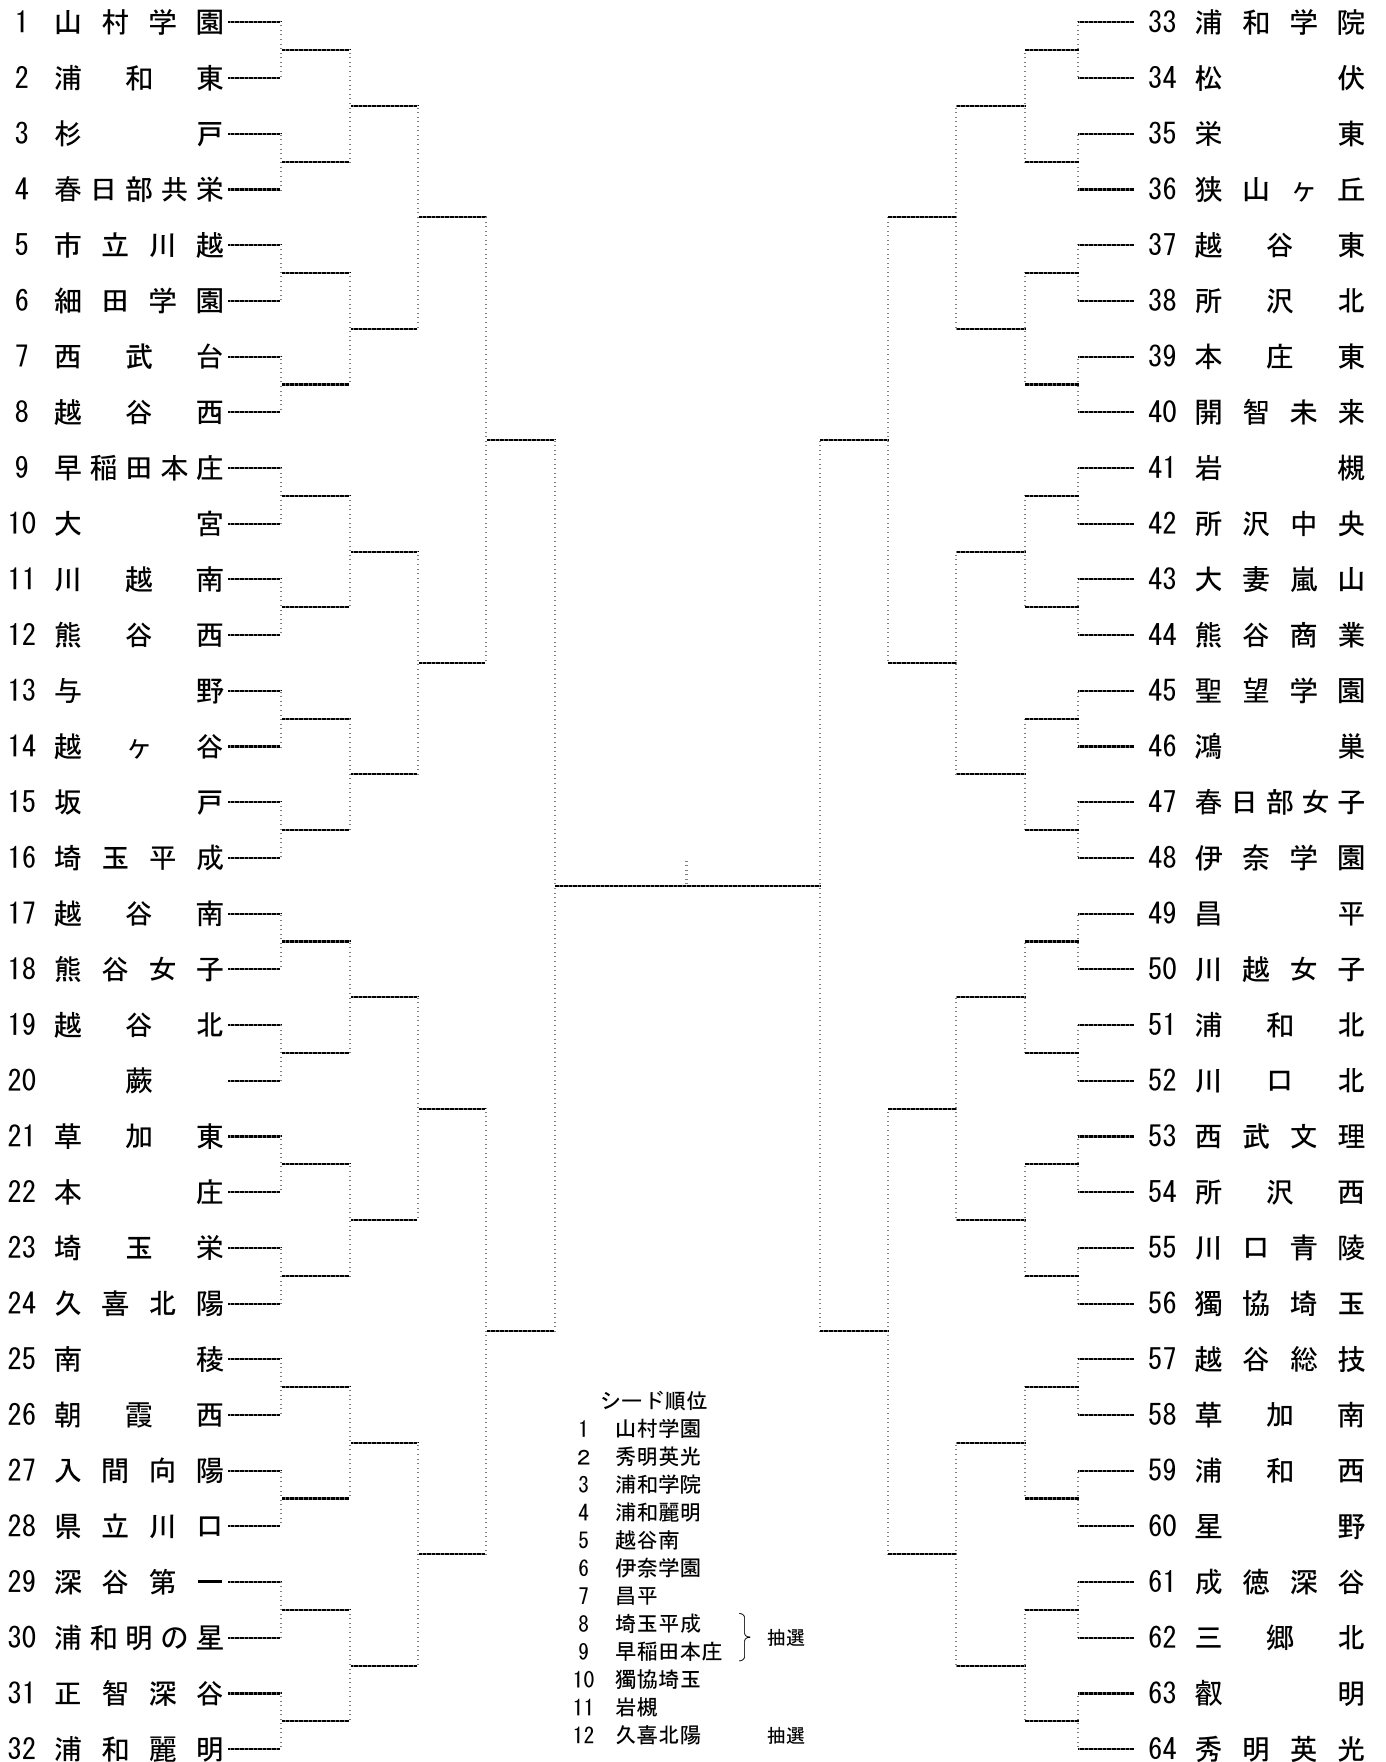 1 山村学園
2 浦和東
3 杉戸
4 春日部共栄
5 市立川越
6 細田学園
7 西武台
8 越谷西
9 早稲田本庄
10 大宮
11 川越南
12 熊谷西
13 与野
14 越ヶ谷
15 坂戸
16 埼玉平成
17 越谷南
18 熊谷女子
19 越谷北
20 蕨
21 草加東
22 本庄
23 埼玉栄
24 久喜北陽
25 南稜
26 朝霞西
27 入間向陽
28 県立川口
29 深谷第一
30 浦和明の星
31 正智深谷
32 浦和麗明
33 浦和学院
34 松伏
35 栄東
36 狭山ヶ丘
37 越谷東
38 所沢北
39 本庄東
40 開智未来
41 岩槻
42 所沢中央
43 大妻嵐山
44 熊谷商業
45 聖望学園
46 鴻巣
47 春日部女子
48 伊奈学園
49 昌平
50 川越女子
51 浦和北
52 川口北
53 西武文理
54 所沢西
55 川口青陵
56 獨協埼玉
57 越谷総技
58 草加南
59 浦和西
60 星野
61 成徳深谷
62 三郷北
63 叡明
64 秀明英光
シード順位
1 山村学園
2 秀明英光
3 浦和学院
4 浦和麗明
5 越谷南
6 伊奈学園
7 昌平
8 埼玉平成
9 早稲田本庄
抽選
10 獨協埼玉
11 岩槻
12 久喜北陽 抽選